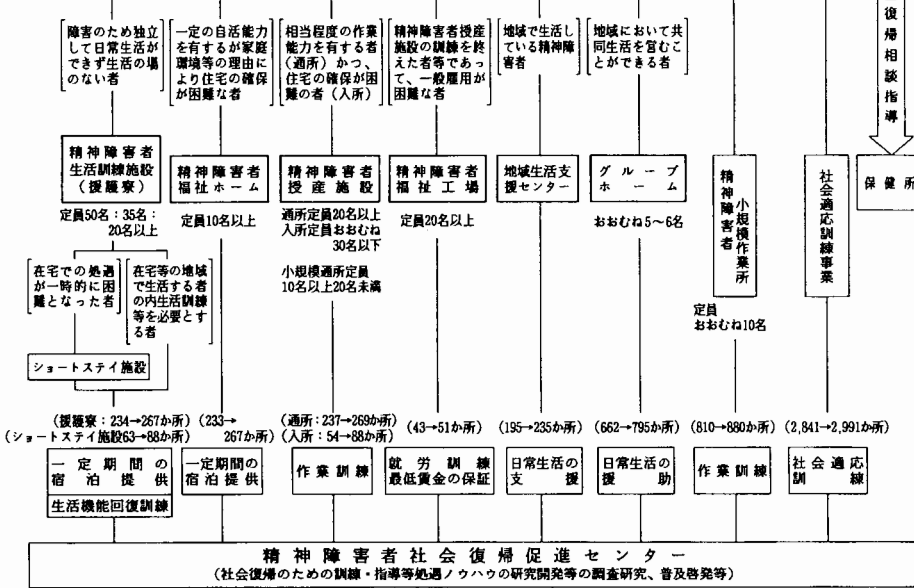 障害のため独立
して日常生活が
できず生活の場
のない者
一定の自活能力
を有するが家庭
環境等の理由に
より住宅の確保
が困難な者
相当程度の作業
能力を有する者
(通所)かつ、
住宅の確保が困
難の者(入所)
精神障害者授産
施設の訓練を終
えた者等であっ
て、一般雇用が
困難な者
地域で生活し
ている精神障
害者
地域において共
同生活を営むこ
とができる者
復帰相談指導
精神障害者
生活訓練施設
(援護寮)
定員50名:35名:
20名以上
精神障害者
福祉ホーム
定員10名以上
精神障害者
授産施設
通所定員20名以上
入所定員おおむね
30名以下
小規模通所定員
10名以上20名未満
精神障害者
福祉工場
定員20名以上
地域生活支
援センター
グループ
ホーム
おおむね5~6名
精神障害者
小規模作業所
定員
おおむね10名
社会適応訓練事業
保健所
在宅での処遇
が一時的に困
難となった者
在宅等の地域
で生活する者
の内生活訓練
等を必要とす
る者
ショートステイ施設
(援護寮:234→267か所)
(ショートステイ施設63→88か所)
(233→
267か所)
(通所:237→269か所)
(入所:54→88か所)
(43→51か所)
(195→235か所)
(662→795か所)
(810→880か所)
(2,841→2,991か所)
一定期間の
宿泊提供
生活機能回復訓練
一定期間の
宿泊提供
作業訓練
就労訓練
最低賃金の保証
日常生活の
支援
日常生活の
援助
作業訓練
社会適応
訓練
精神障害者社会復帰促進センター
(社会復帰のための訓練・指導等処遇ノウハウの研究開発等の調査研究、普及啓発等)